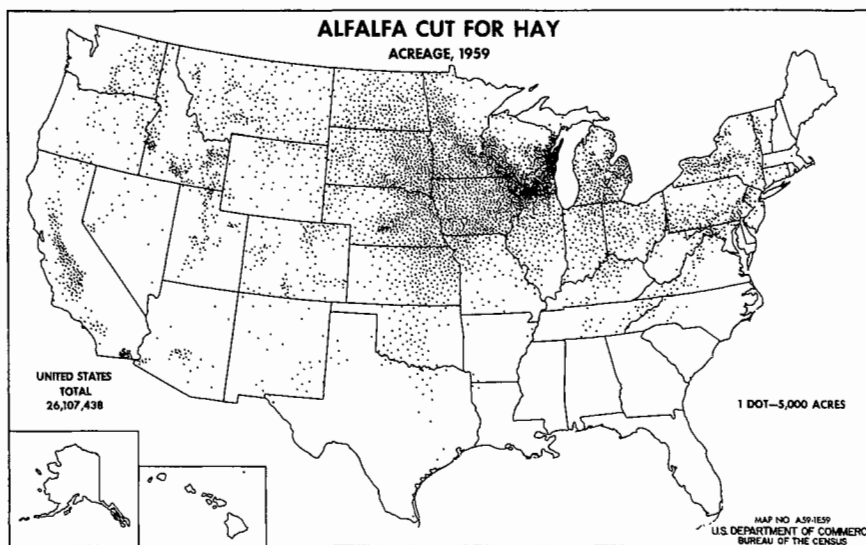 ALFALFA CUT FOR HAY
ACREAGE, 1959
UNITED STATES
TOTAL
26,107,438
1 DOT—5,000 ACRES
MAP NO A59-1E59
U.S. DEPARTMENT OF COMMERC
BUREAU OF THE CENSUS